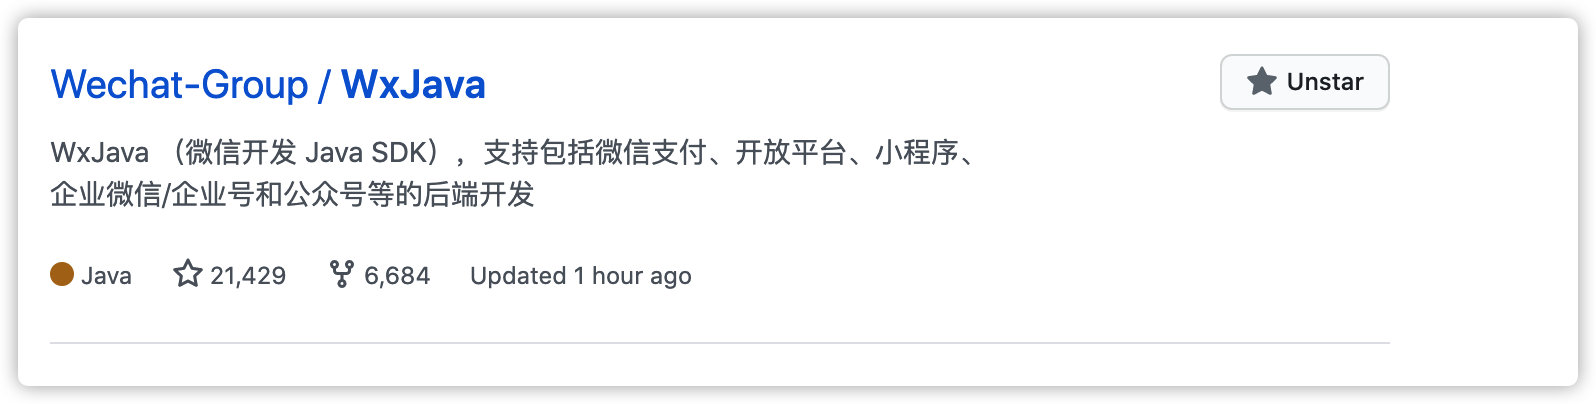 Wechat-Group / WxJava
Unstar
WxJava （微信开发 Java SDK），支持包括微信支付、开放平台、小程序、
企业微信/企业号和公众号等的后端开发
Java 21,429 6,684 Updated 1 hour ago